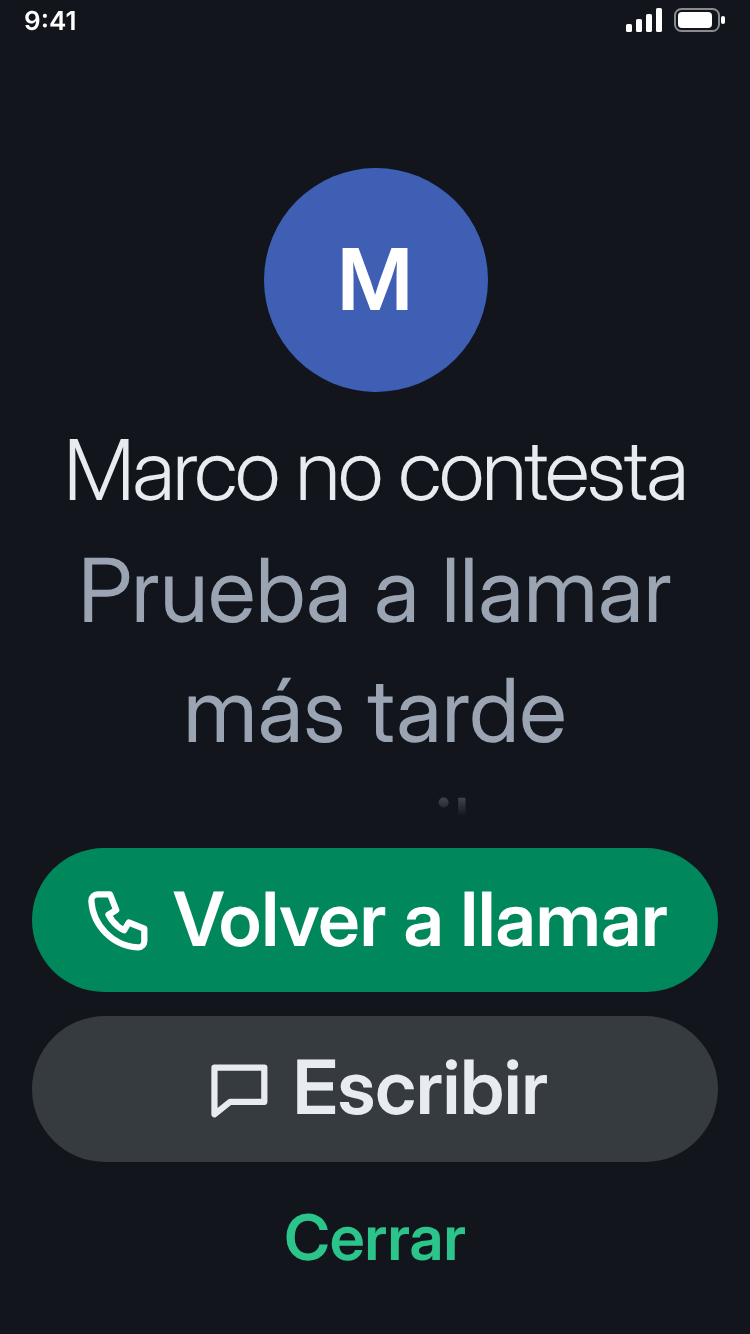 9:41
M
Marco no contesta
Prueba a llamar
más tarde
Volver a llamar
Escribir
Cerrar